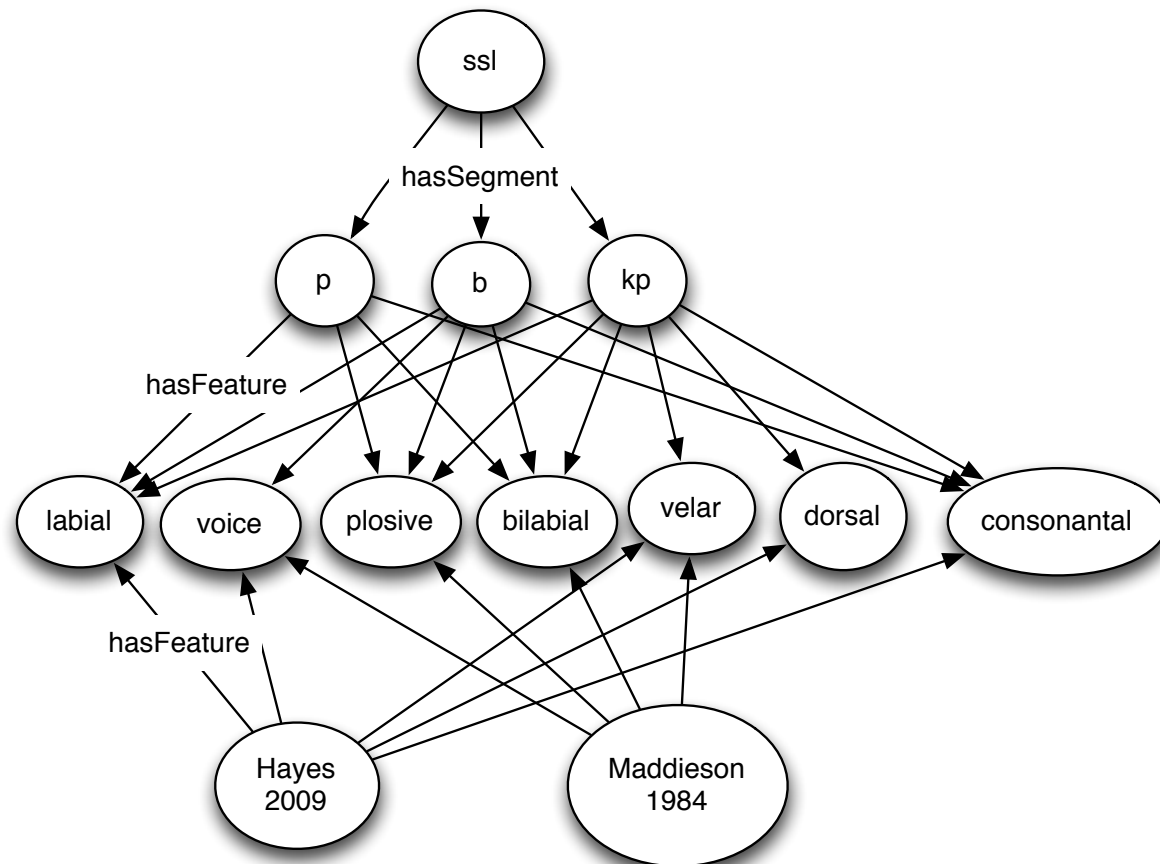 ssl
hasSegment
p
b
kp
hasFeature
labial
voice
plosive
bilabial
velar
dorsal
consonantal
hasFeature
Hayes
2009
Maddieson
1984